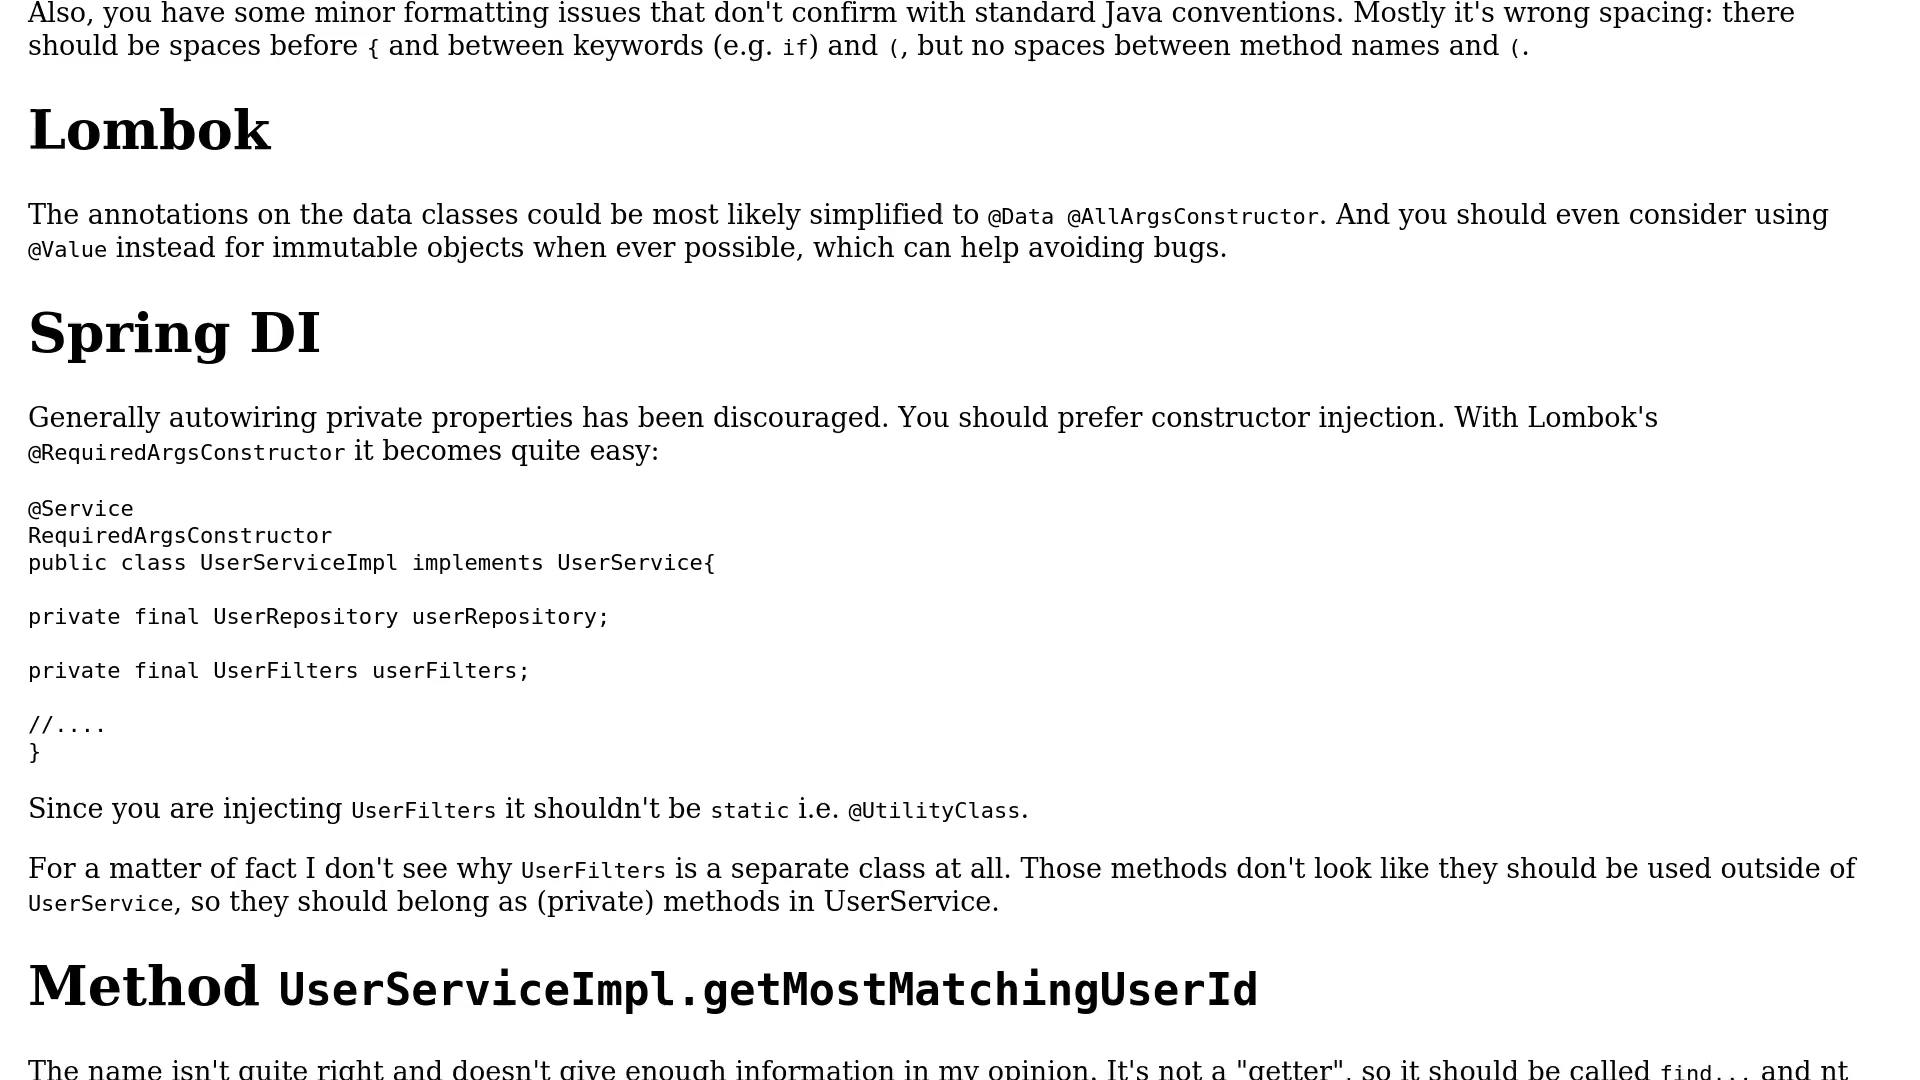 Also, you have some minor formatting issues that don't confirm with standard Java conventions. Mostly it's wrong spacing: there
should be spaces before { and between keywords (e.g. if) and (, but no spaces between method names and (.
Lombok
The annotations on the data classes could be most likely simplified to @Data @AllArgsConstructor. And you should even consider using
@Value instead for immutable objects when ever possible, which can help avoiding bugs.
Spring DI
Generally autowiring private properties has been discouraged. You should prefer constructor injection. With Lombok's
@RequiredArgsConstructor it becomes quite easy:
@Service
RequiredArgsConstructor
public class UserServiceImpl implements UserService{
private final UserRepository userRepository;
private final UserFilters userFilters;
//....
}
Since you are injecting UserFilters it shouldn't be static i.e. @UtilityClass.
For a matter of fact I don't see why UserFilters is a separate class at all. Those methods don't look like they should be used outside of
UserService, so they should belong as (private) methods in UserService.
Method UserServiceImpl.getMostMatchingUserId
The name isn't quite right and doesn't give enough information in my opinion. It's not a "getter", so it should be called find... and nt